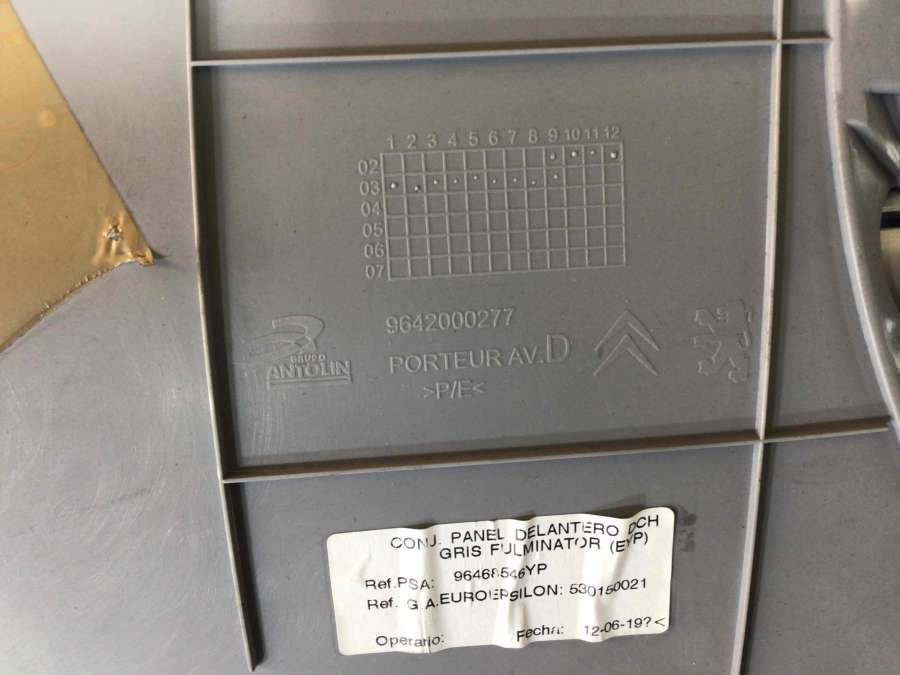 1 2 3 4 5 6 7 8 9 10 11 12
02
03
04
05
06
07
9642000277
GRUPO
ANTOLIN
PORTEUR AV. D
>P/E<
CONJ. PANEL DELANTERO DCH
GRIS FULMINATOR (EYP)
Ref.PSA: 96468546YP
Ref. G.A.EUROEPSILON: 530150021
Operario: Fecha: 12-06-19?<